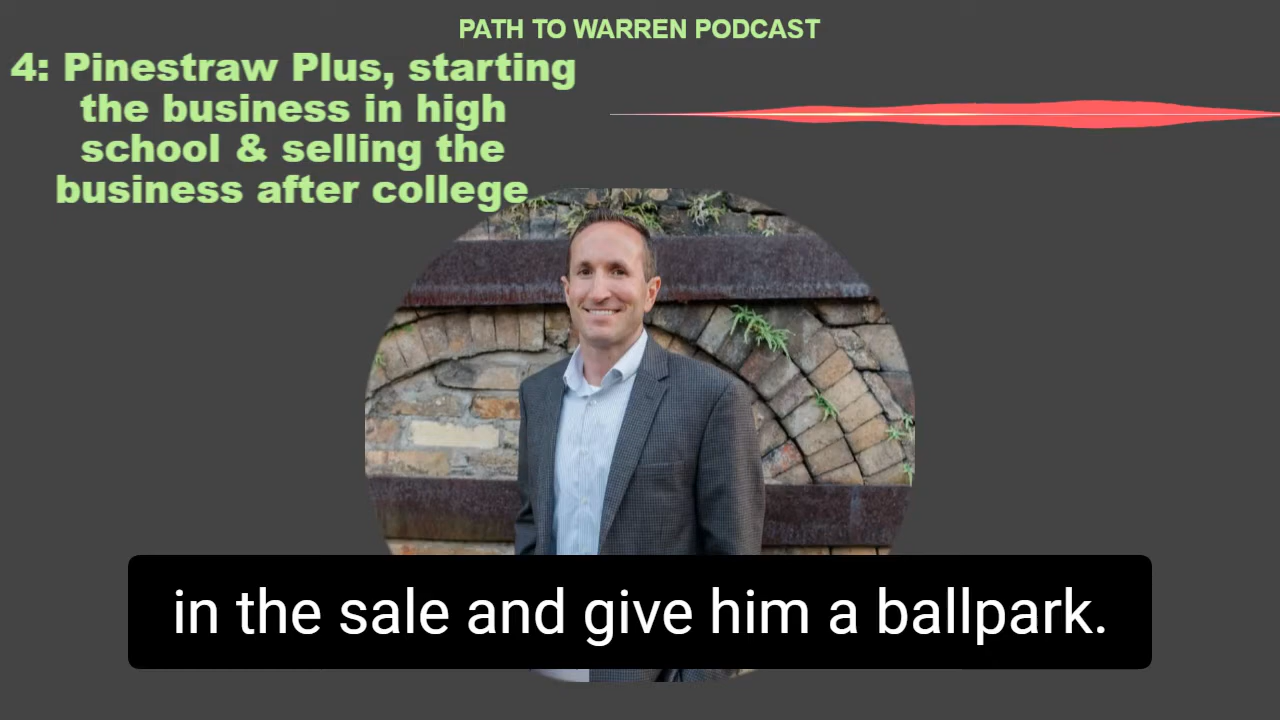 PATH TO WARREN PODCAST
4: Pinestraw Plus, starting
the business in high
school & selling the
business after college
in the sale and give him a ballpark.